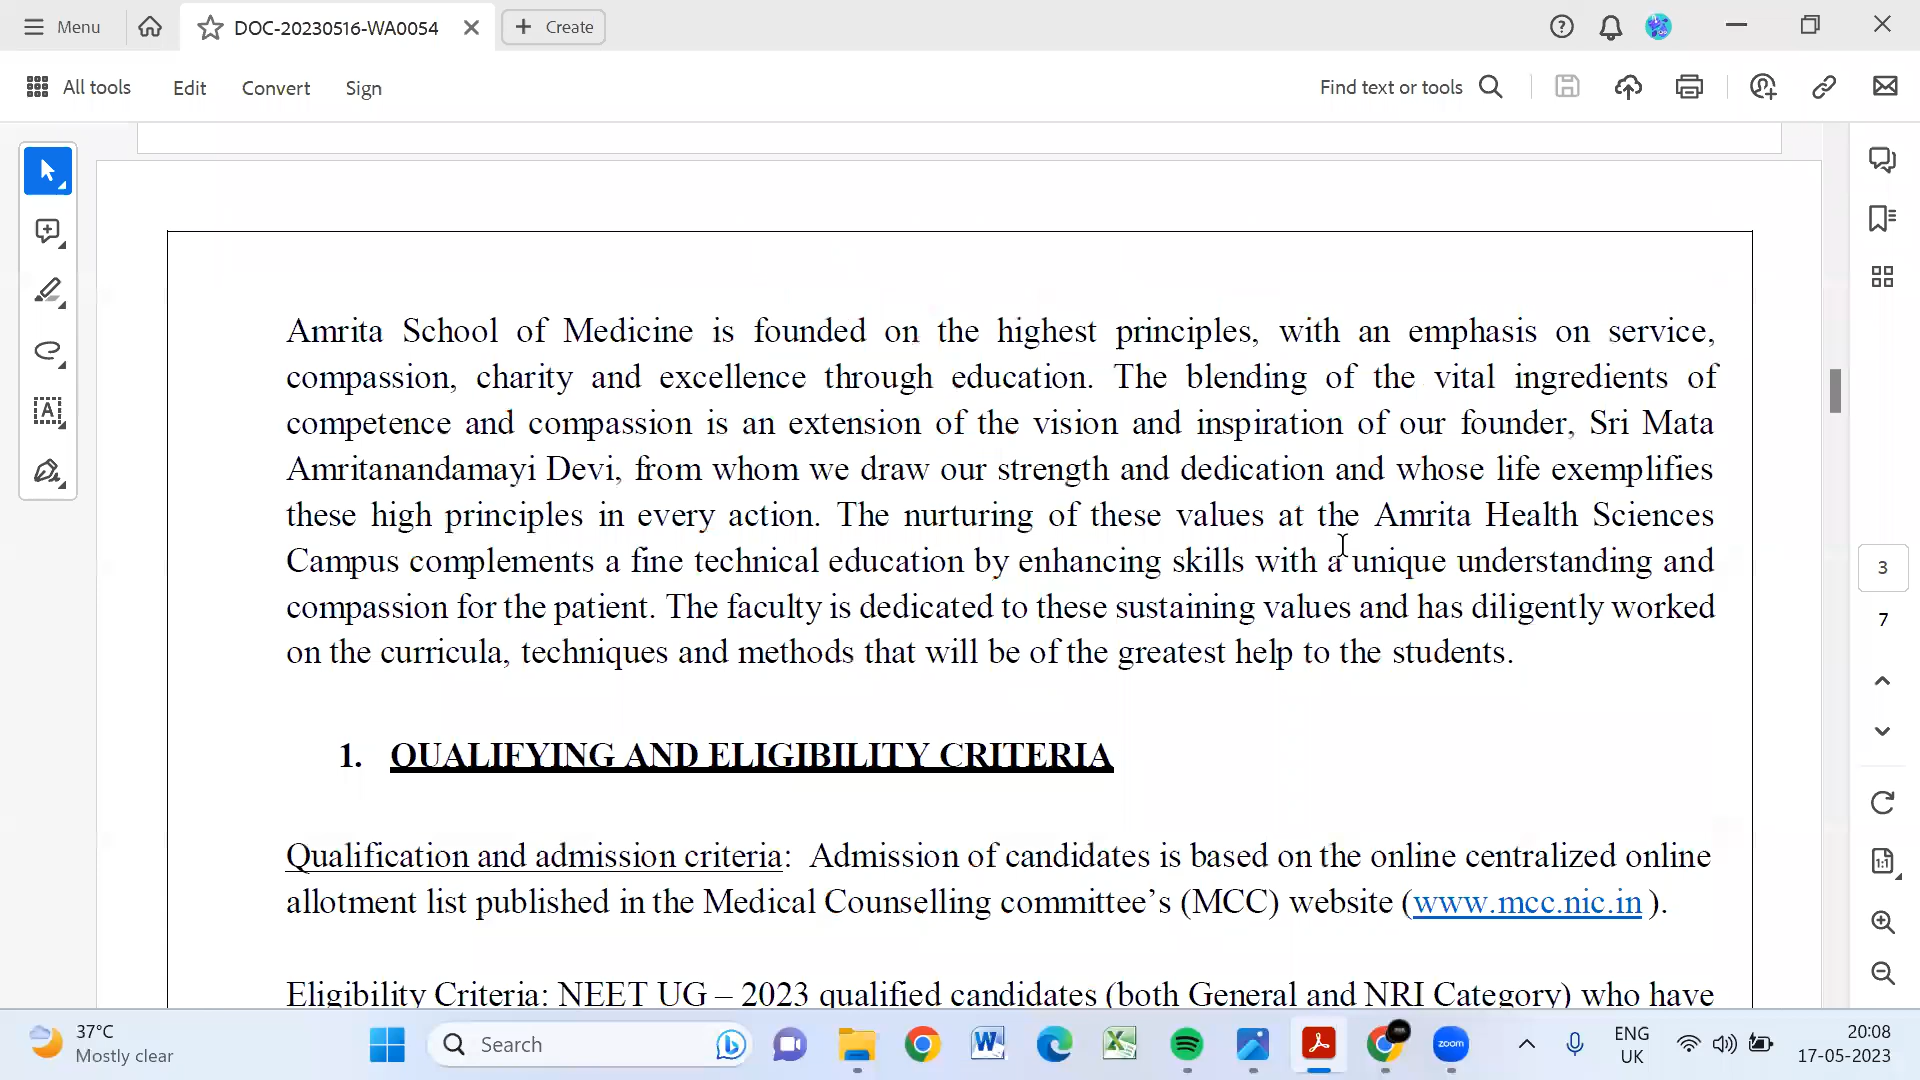 Menu
DOC-20230516-WA0054
Create
All tools
Edit
Convert
Sign
Find text or tools
Amrita School of Medicine is founded on the highest principles, with an emphasis on service,
compassion, charity and excellence through education. The blending of the vital ingredients of
competence and compassion is an extension of the vision and inspiration of our founder, Sri Mata
Amritanandamayi Devi, from whom we draw our strength and dedication and whose life exemplifies
these high principles in every action. The nurturing of these values at the Amrita Health Sciences
Campus complements a fine technical education by enhancing skills with a unique understanding and
compassion for the patient. The faculty is dedicated to these sustaining values and has diligently worked
on the curricula, techniques and methods that will be of the greatest help to the students.
1. QUALIFYING AND ELIGIBILITY CRITERIA
Qualification and admission criteria: Admission of candidates is based on the online centralized online
allotment list published in the Medical Counselling committee’s (MCC) website (www.mcc.nic.in ).
Eligibility Criteria: NEET UG – 2023 qualified candidates (both General and NRI Category) who have
3
7
1:1
37°C
Mostly clear
Search
zoom
ENG
UK
20:08
17-05-2023